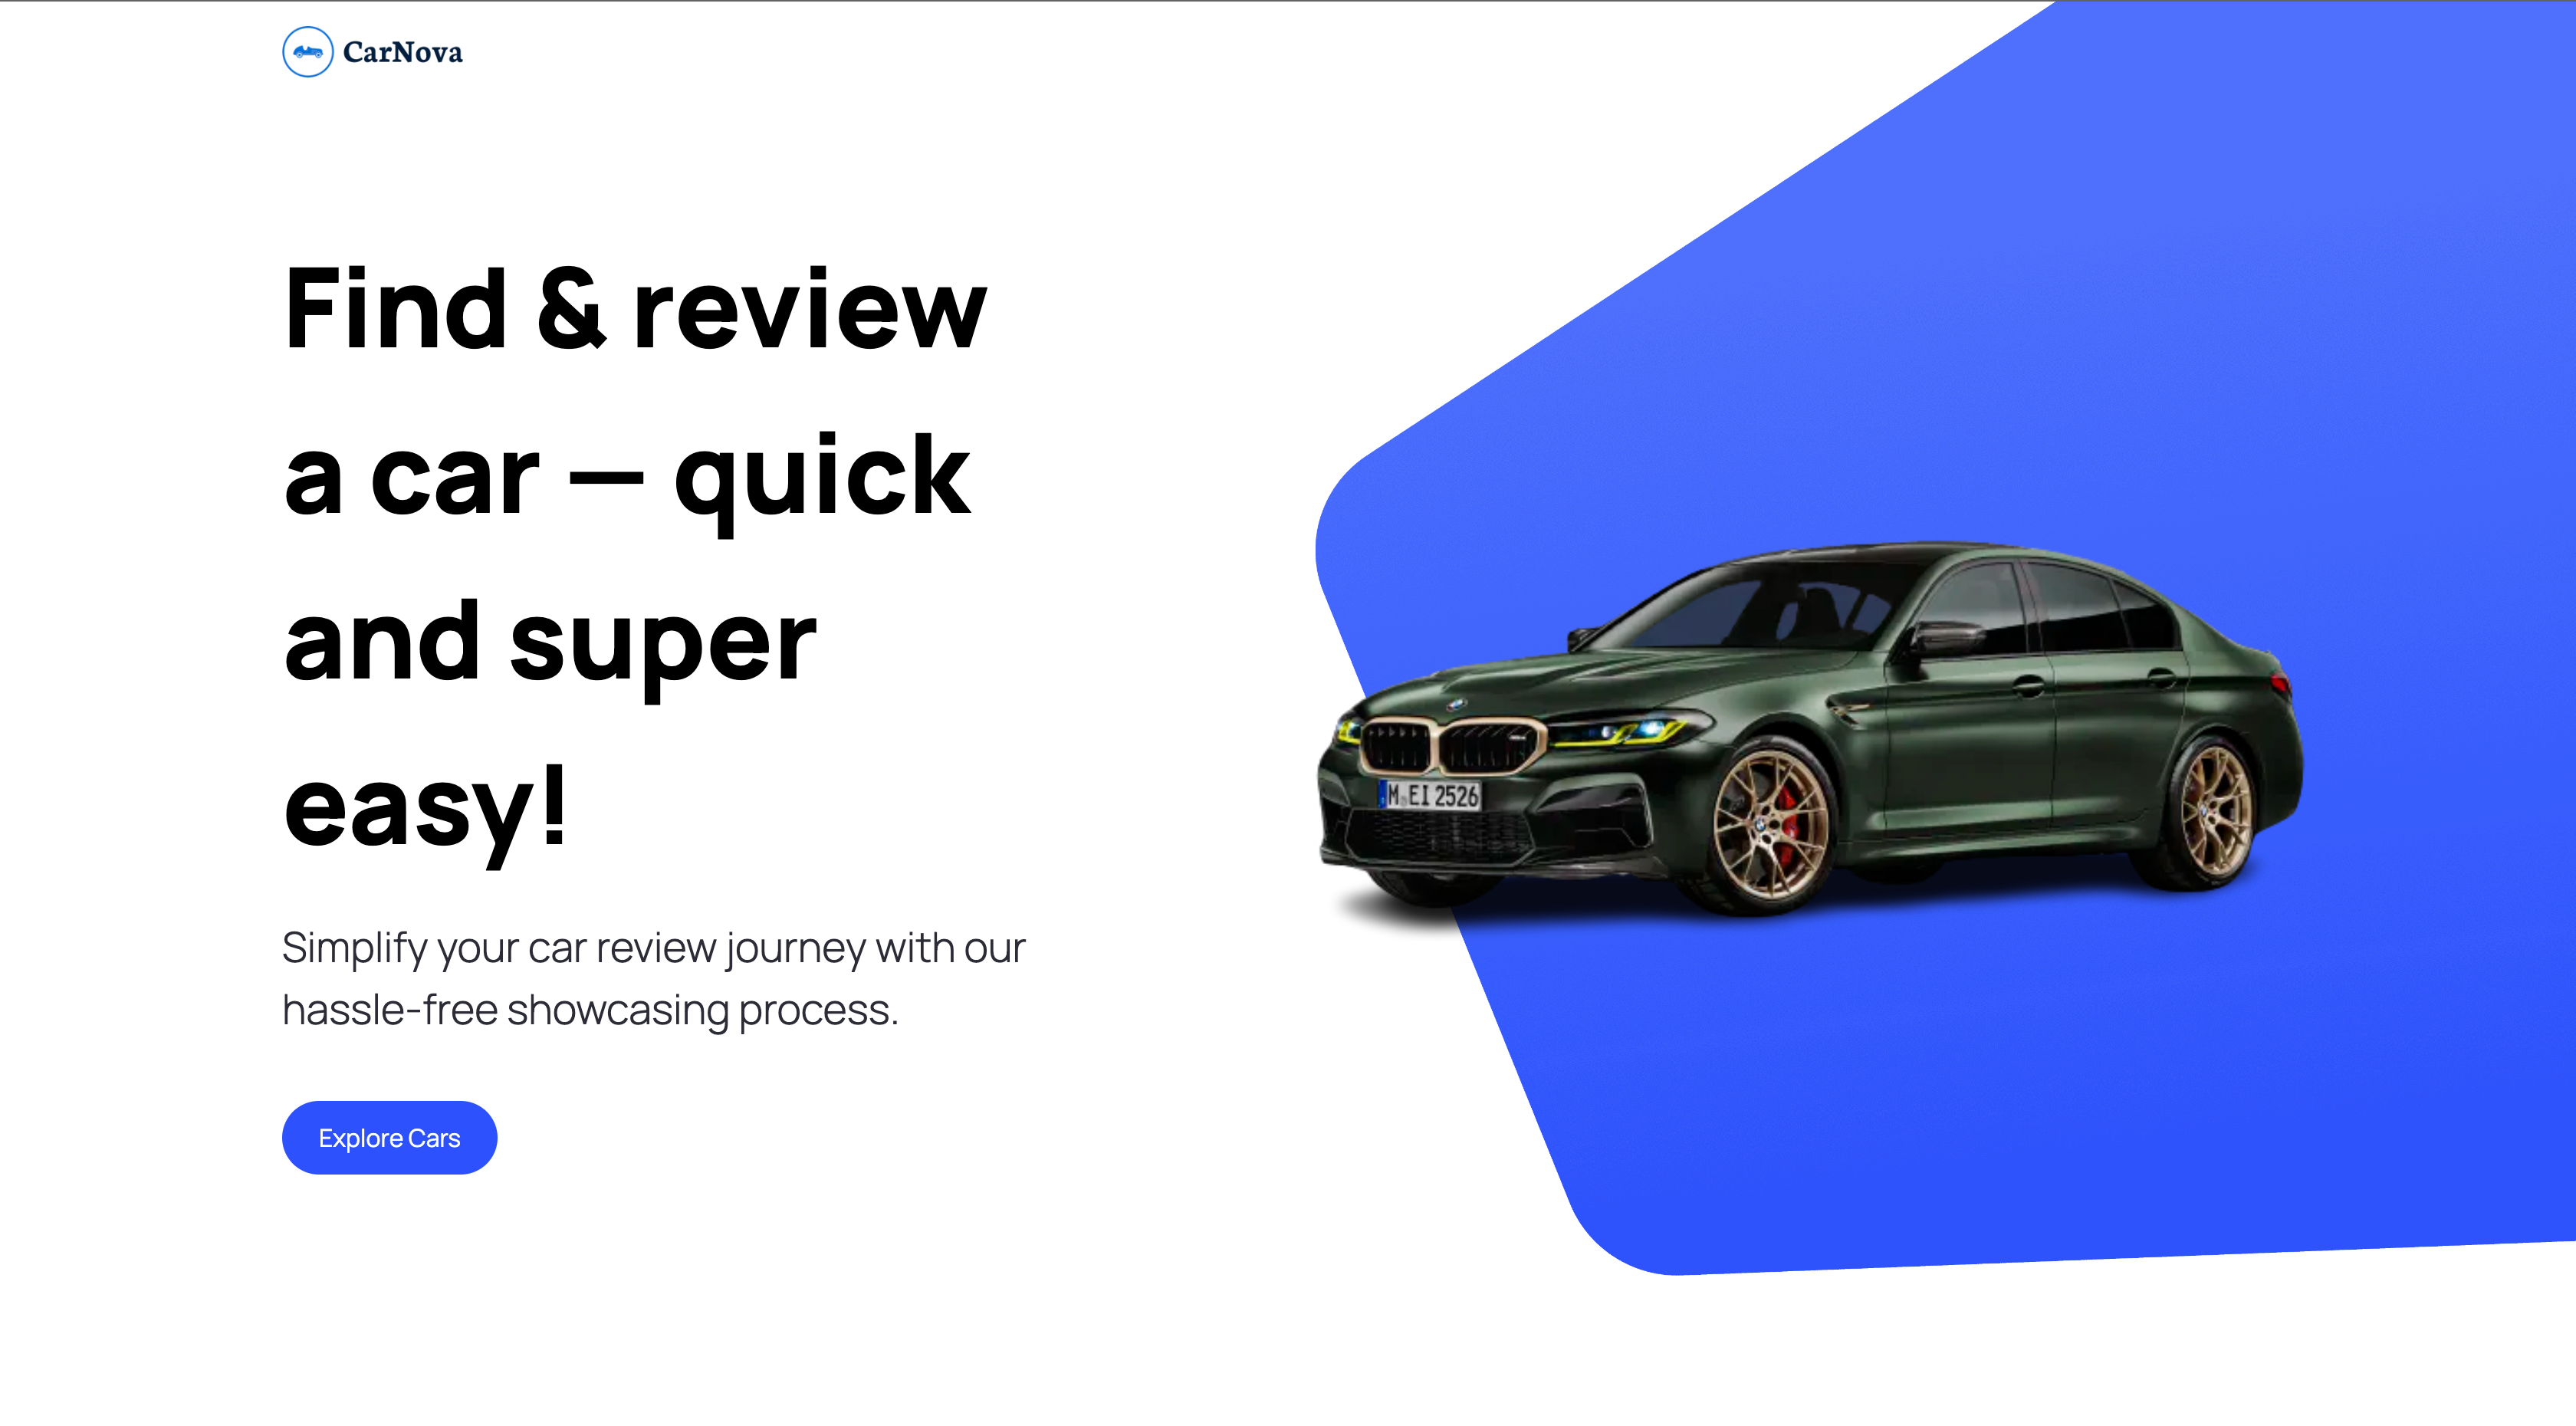 CarNova
Find & review
a car – quick
and super
easy!
M EI 2526
Simplify your car review journey with our
hassle-free showcasing process.
Explore Cars